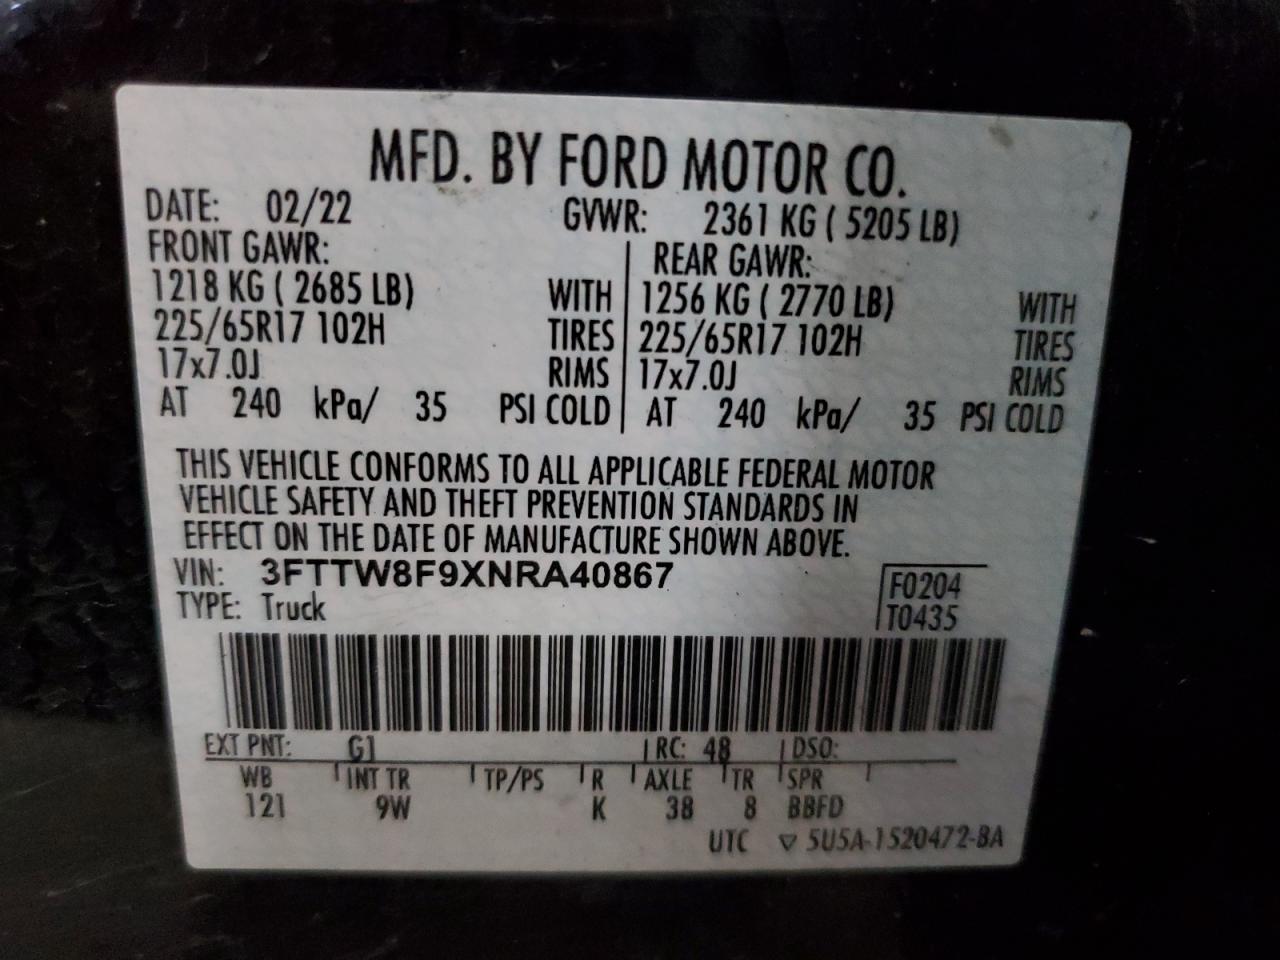 MFD. BY FORD MOTOR CO.
DATE: 02/22 GVWR: 2361 KG ( 5205 LB)
FRONT GAWR: REAR GAWR:
1218 KG ( 2685 LB) WITH 1256 KG ( 2770 LB) WITH
225/65R17 102H TIRES 225/65R17 102H TIRES
17x7.0J RIMS 17x7.0J RIMS
AT 240 kPa/ 35 PSI COLD AT 240 kPa/ 35 PSI COLD
THIS VEHICLE CONFORMS TO ALL APPLICABLE FEDERAL MOTOR
VEHICLE SAFETY AND THEFT PREVENTION STANDARDS IN
EFFECT ON THE DATE OF MANUFACTURE SHOWN ABOVE.
VIN: 3FTTW8F9XNRA40867 F0204
TYPE: Truck T0435
EXT PNT: G1 RC: 48 DSO:
WB INT TR TP/PS R AXLE TR SPR
121 9W K 38 8 BBFD
UTC ▽ 5U5A-1520472-BA